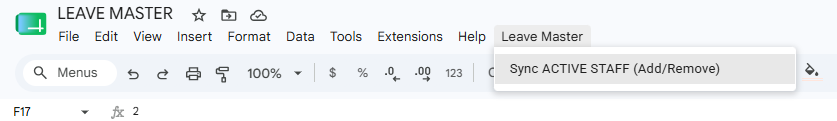 LEAVE MASTER
File Edit View Insert Format Data Tools Extensions Help Leave Master
Sync ACTIVE STAFF (Add/Remove)
Menus 100% $ % .0 .00 123
F17 fx 2